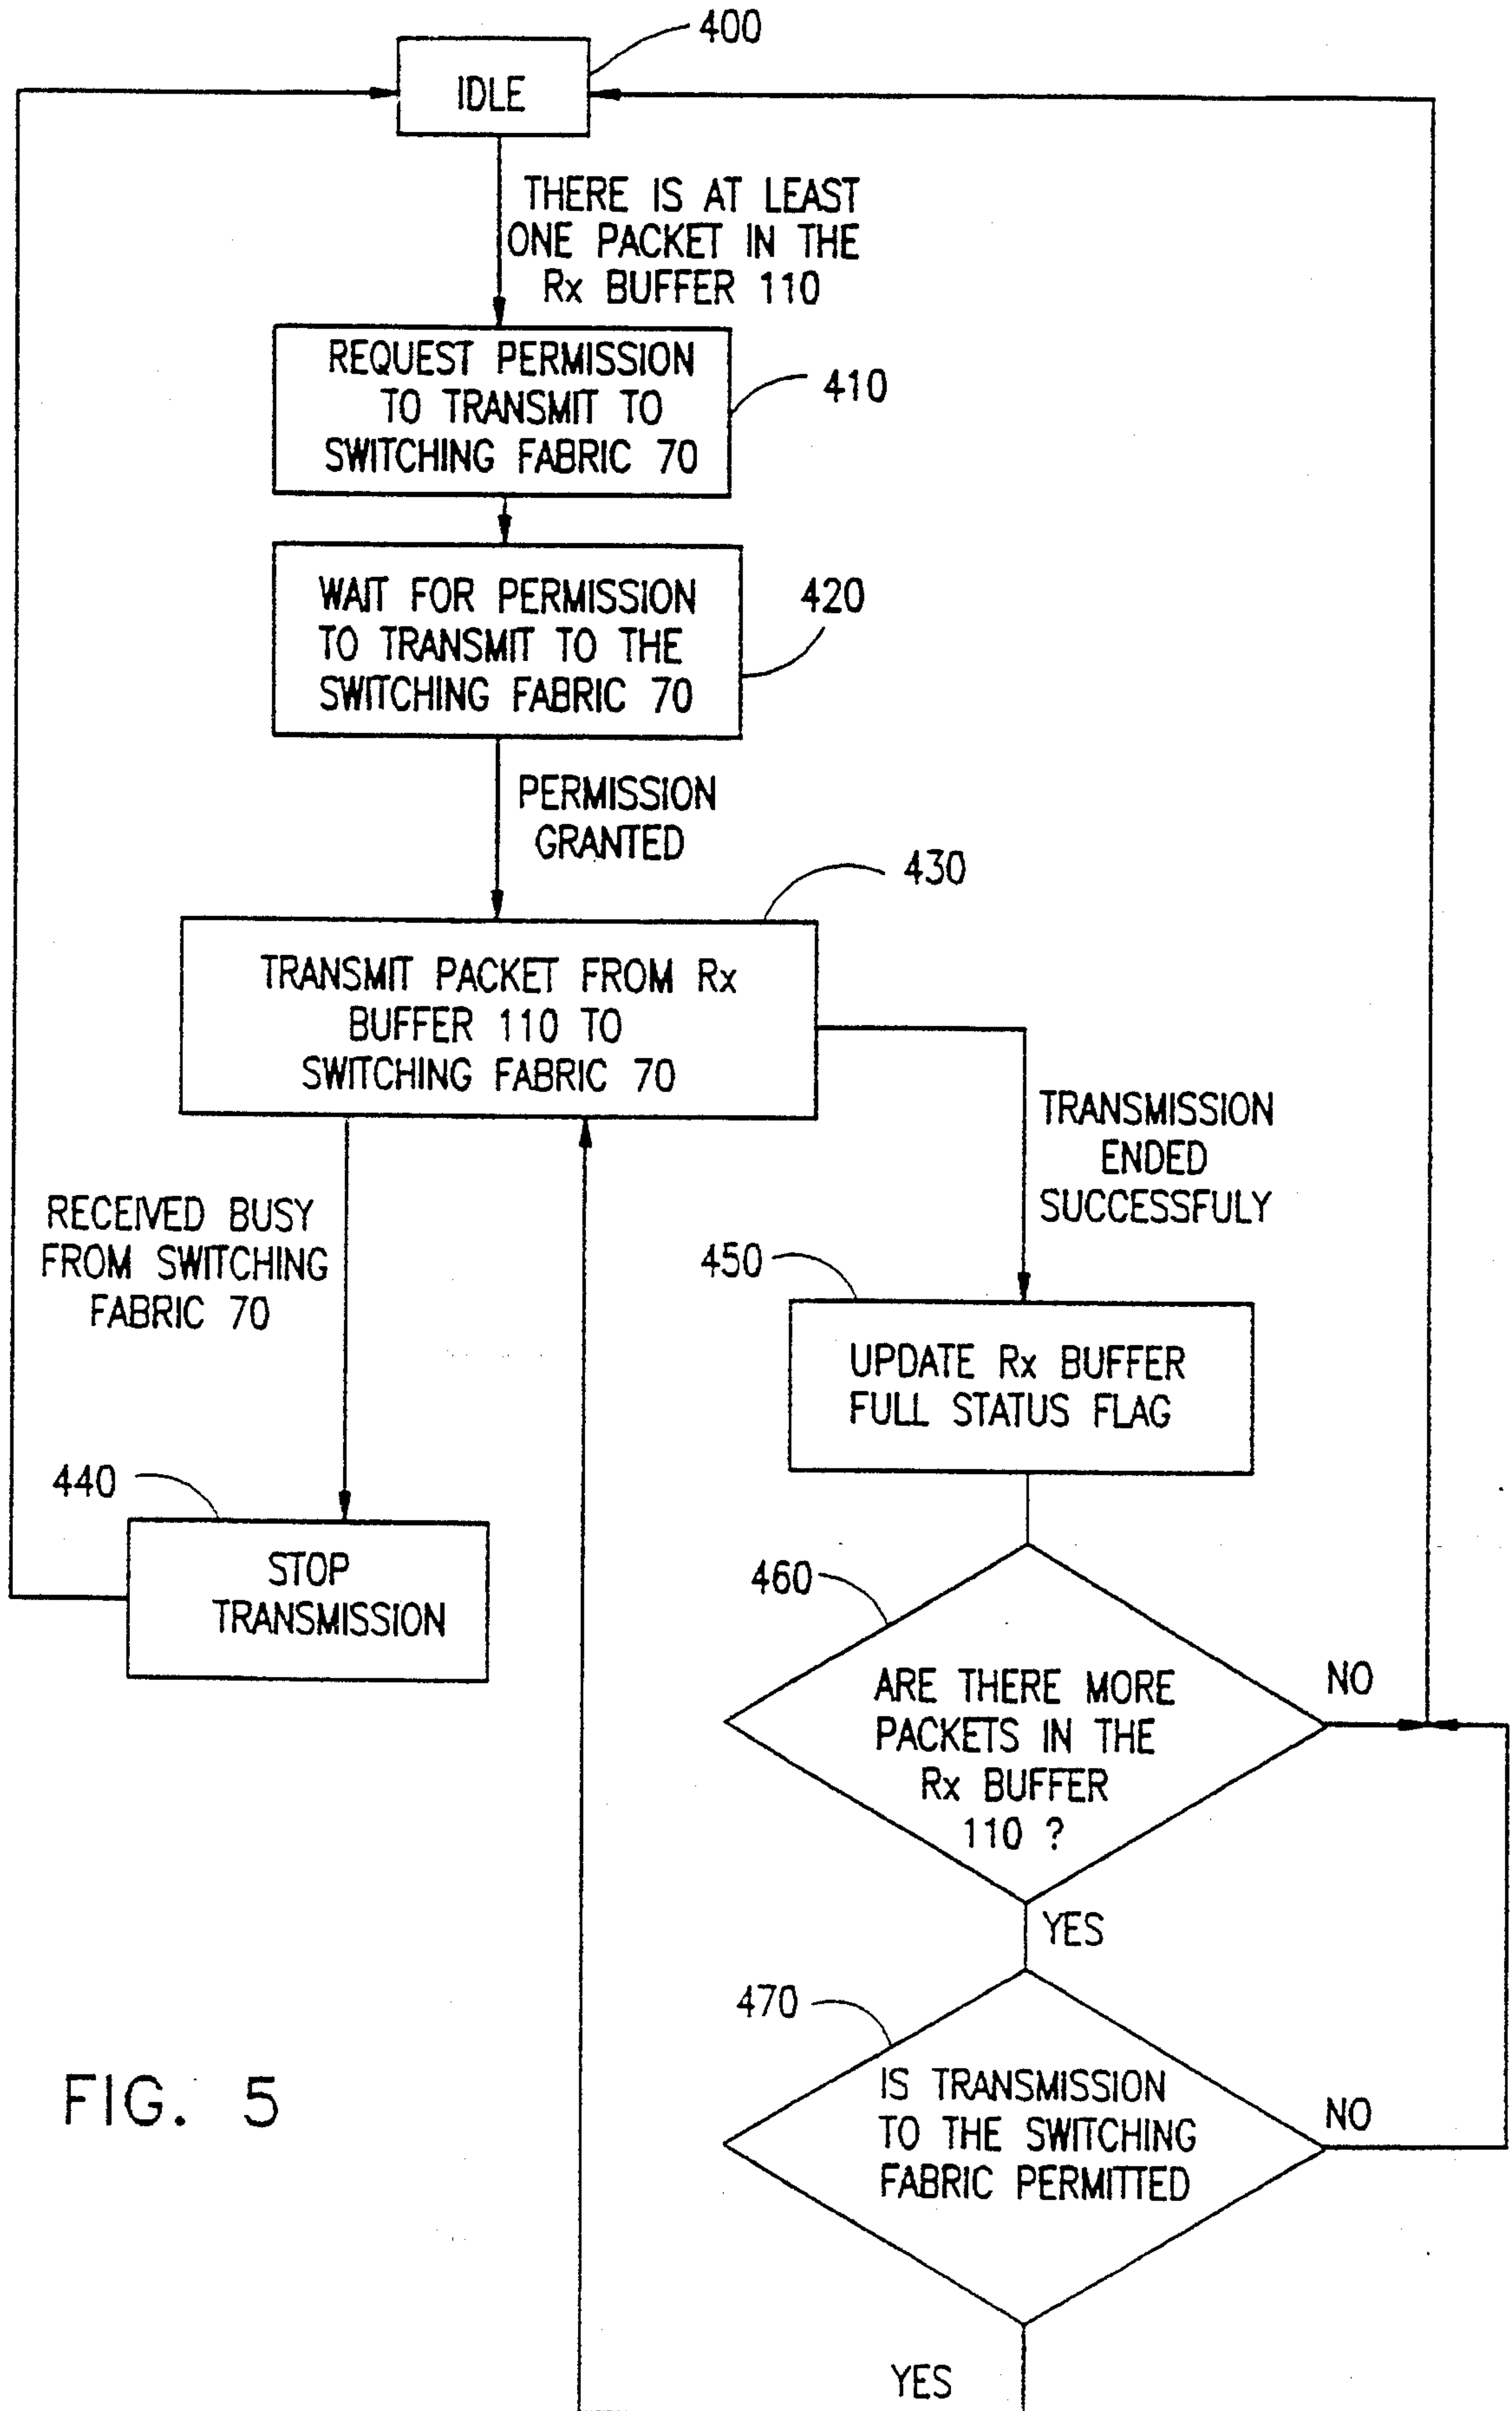 400
IDLE
THERE IS AT LEAST
ONE PACKET IN THE
Rx BUFFER 110
REQUEST PERMISSION
TO TRANSMIT TO
SWITCHING FABRIC 70
410
WAIT FOR PERMISSION
TO TRANSMIT TO THE
SWITCHING FABRIC 70
420
PERMISSION
GRANTED
430
TRANSMIT PACKET FROM Rx
BUFFER 110 TO
SWITCHING FABRIC 70
RECEIVED BUSY
FROM SWITCHING
FABRIC 70
TRANSMISSION
ENDED
SUCCESSFULY
450
UPDATE Rx BUFFER
FULL STATUS FLAG
440
STOP
TRANSMISSION
460
ARE THERE MORE
PACKETS IN THE
Rx BUFFER
110 ?
NO
YES
470
IS TRANSMISSION
TO THE SWITCHING
FABRIC PERMITTED
NO
YES
FIG. 5